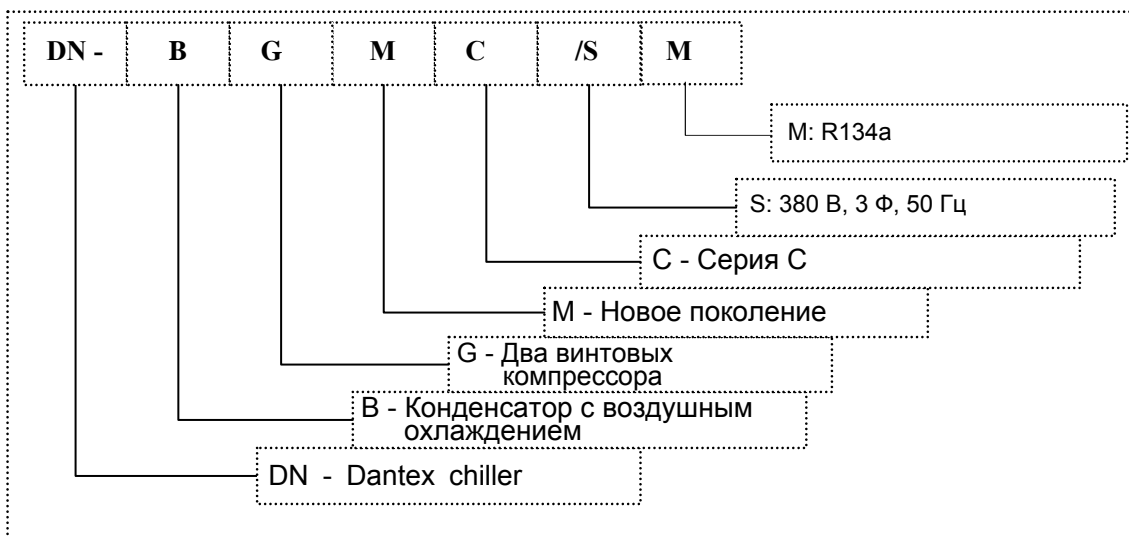 DN - B G M C /S M
M: R134a
S: 380 В, 3 Ф, 50 Гц
С - Серия С
М - Новое поколение
G - Два винтовых
компрессора
В - Конденсатор с воздушным
охлаждением
DN - Dantex chiller